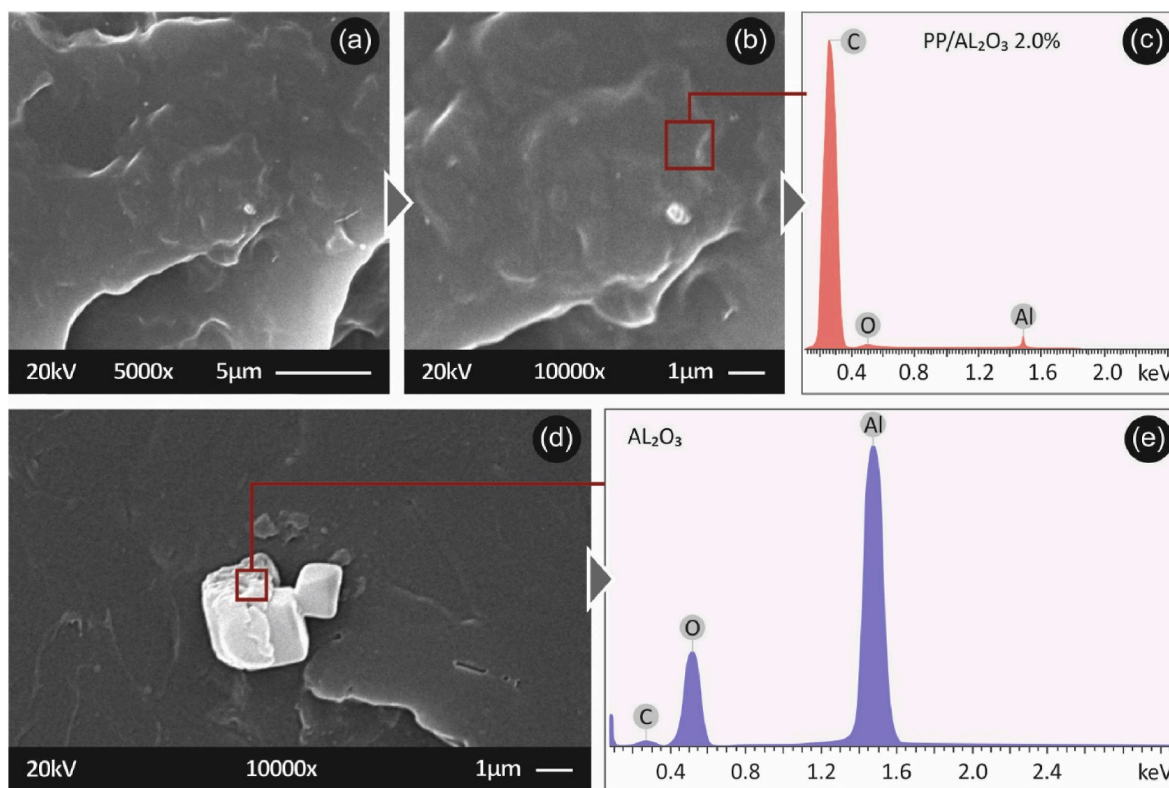 (a)
20kV 5000x 5µm
(b)
20kV 10000x 1µm
(c)
PP/AL₂O₃ 2.0%
C
O
Al
0.4 0.8 1.2 1.6 2.0 keV
(d)
20kV 10000x 1µm
(e)
AL₂O₃
Al
O
C
0.4 0.8 1.2 1.6 2.0 2.4 keV